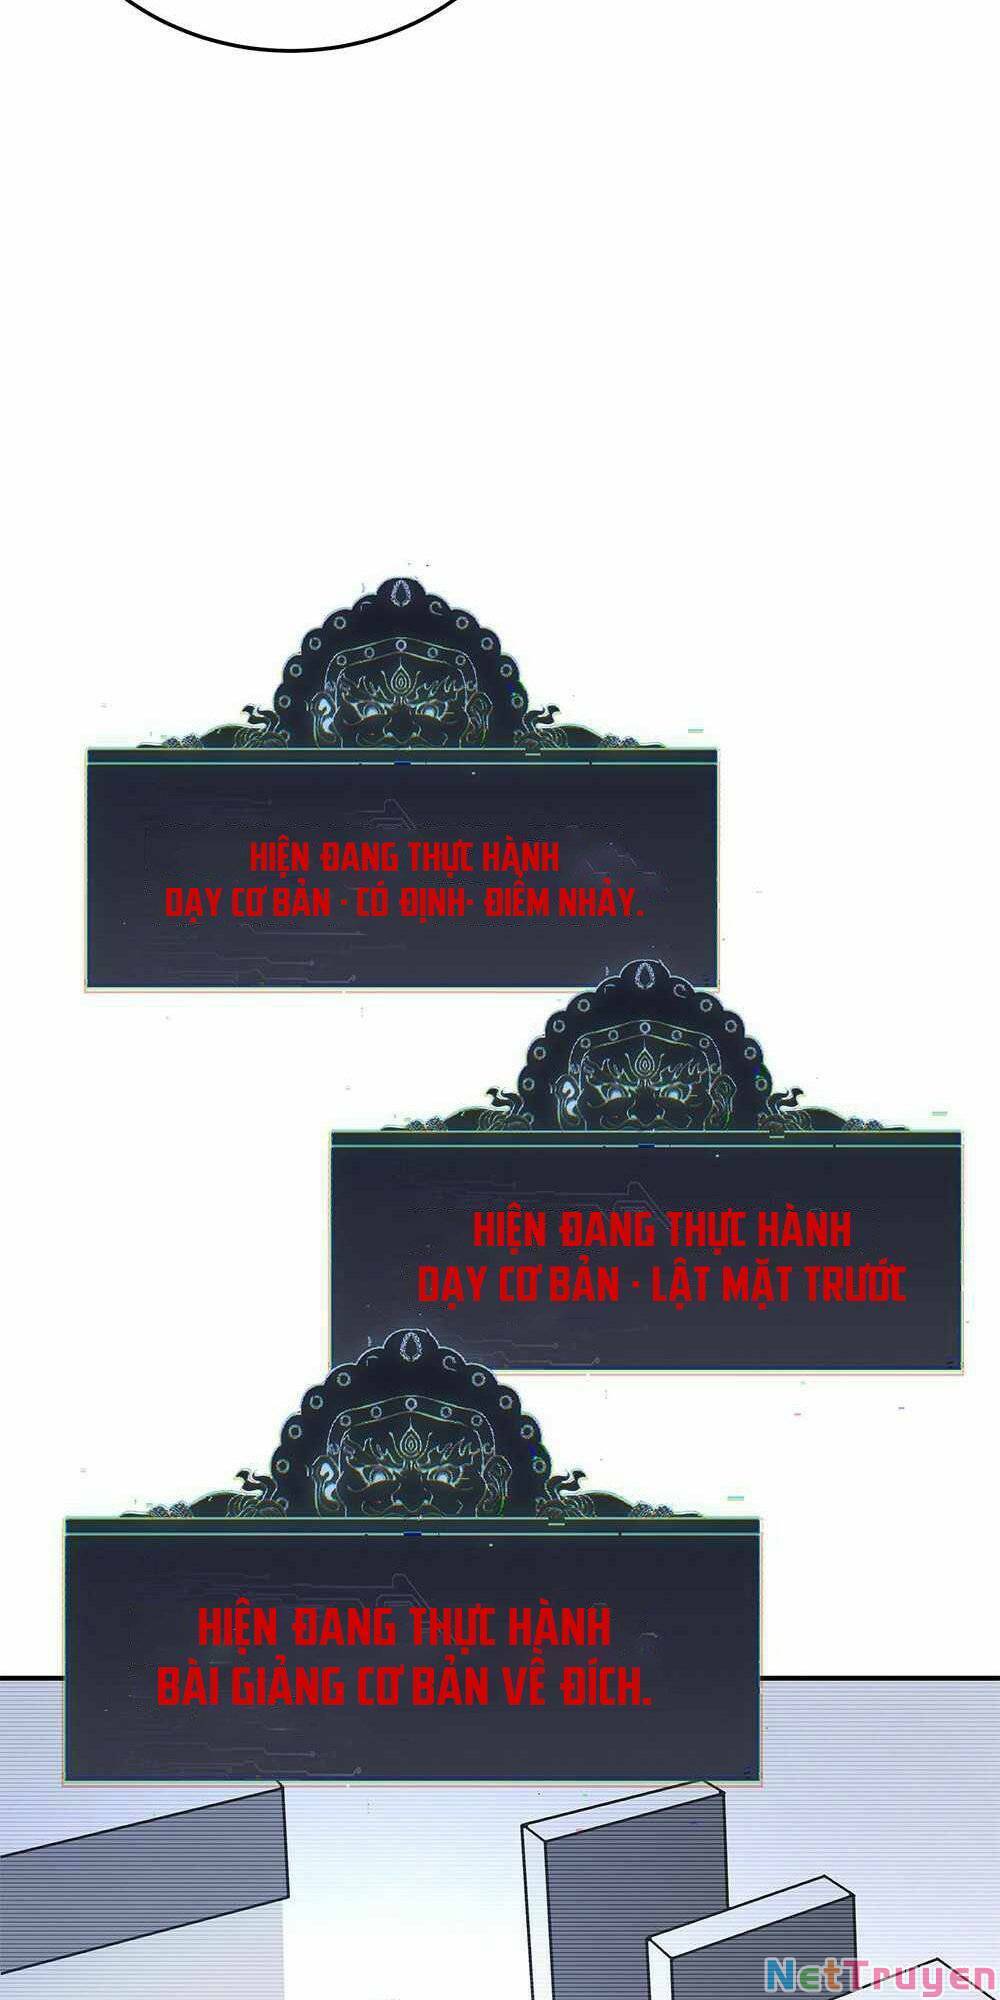 HIỆN ĐANG THỰC HÀNH
DẠY CƠ BẢN - CÓ ĐỊNH- ĐIỂM NHẢY.
HIỆN ĐANG THỰC HÀNH
DẠY CƠ BẢN - LẬT MẶT TRƯỚC
HIỆN ĐANG THỰC HÀNH
BÀI GIẢNG CƠ BẢN VỀ ĐÍCH.
NetTruyen